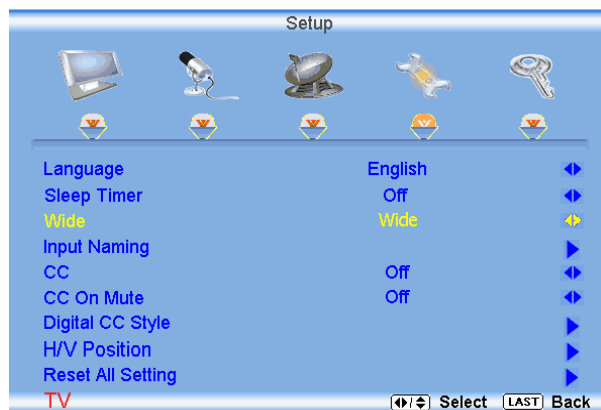 Setup
Language English
Sleep Timer Off
Wide Wide
Input Naming
CC Off
CC On Mute Off
Digital CC Style
H/V Position
Reset All Setting
TV Select LAST Back